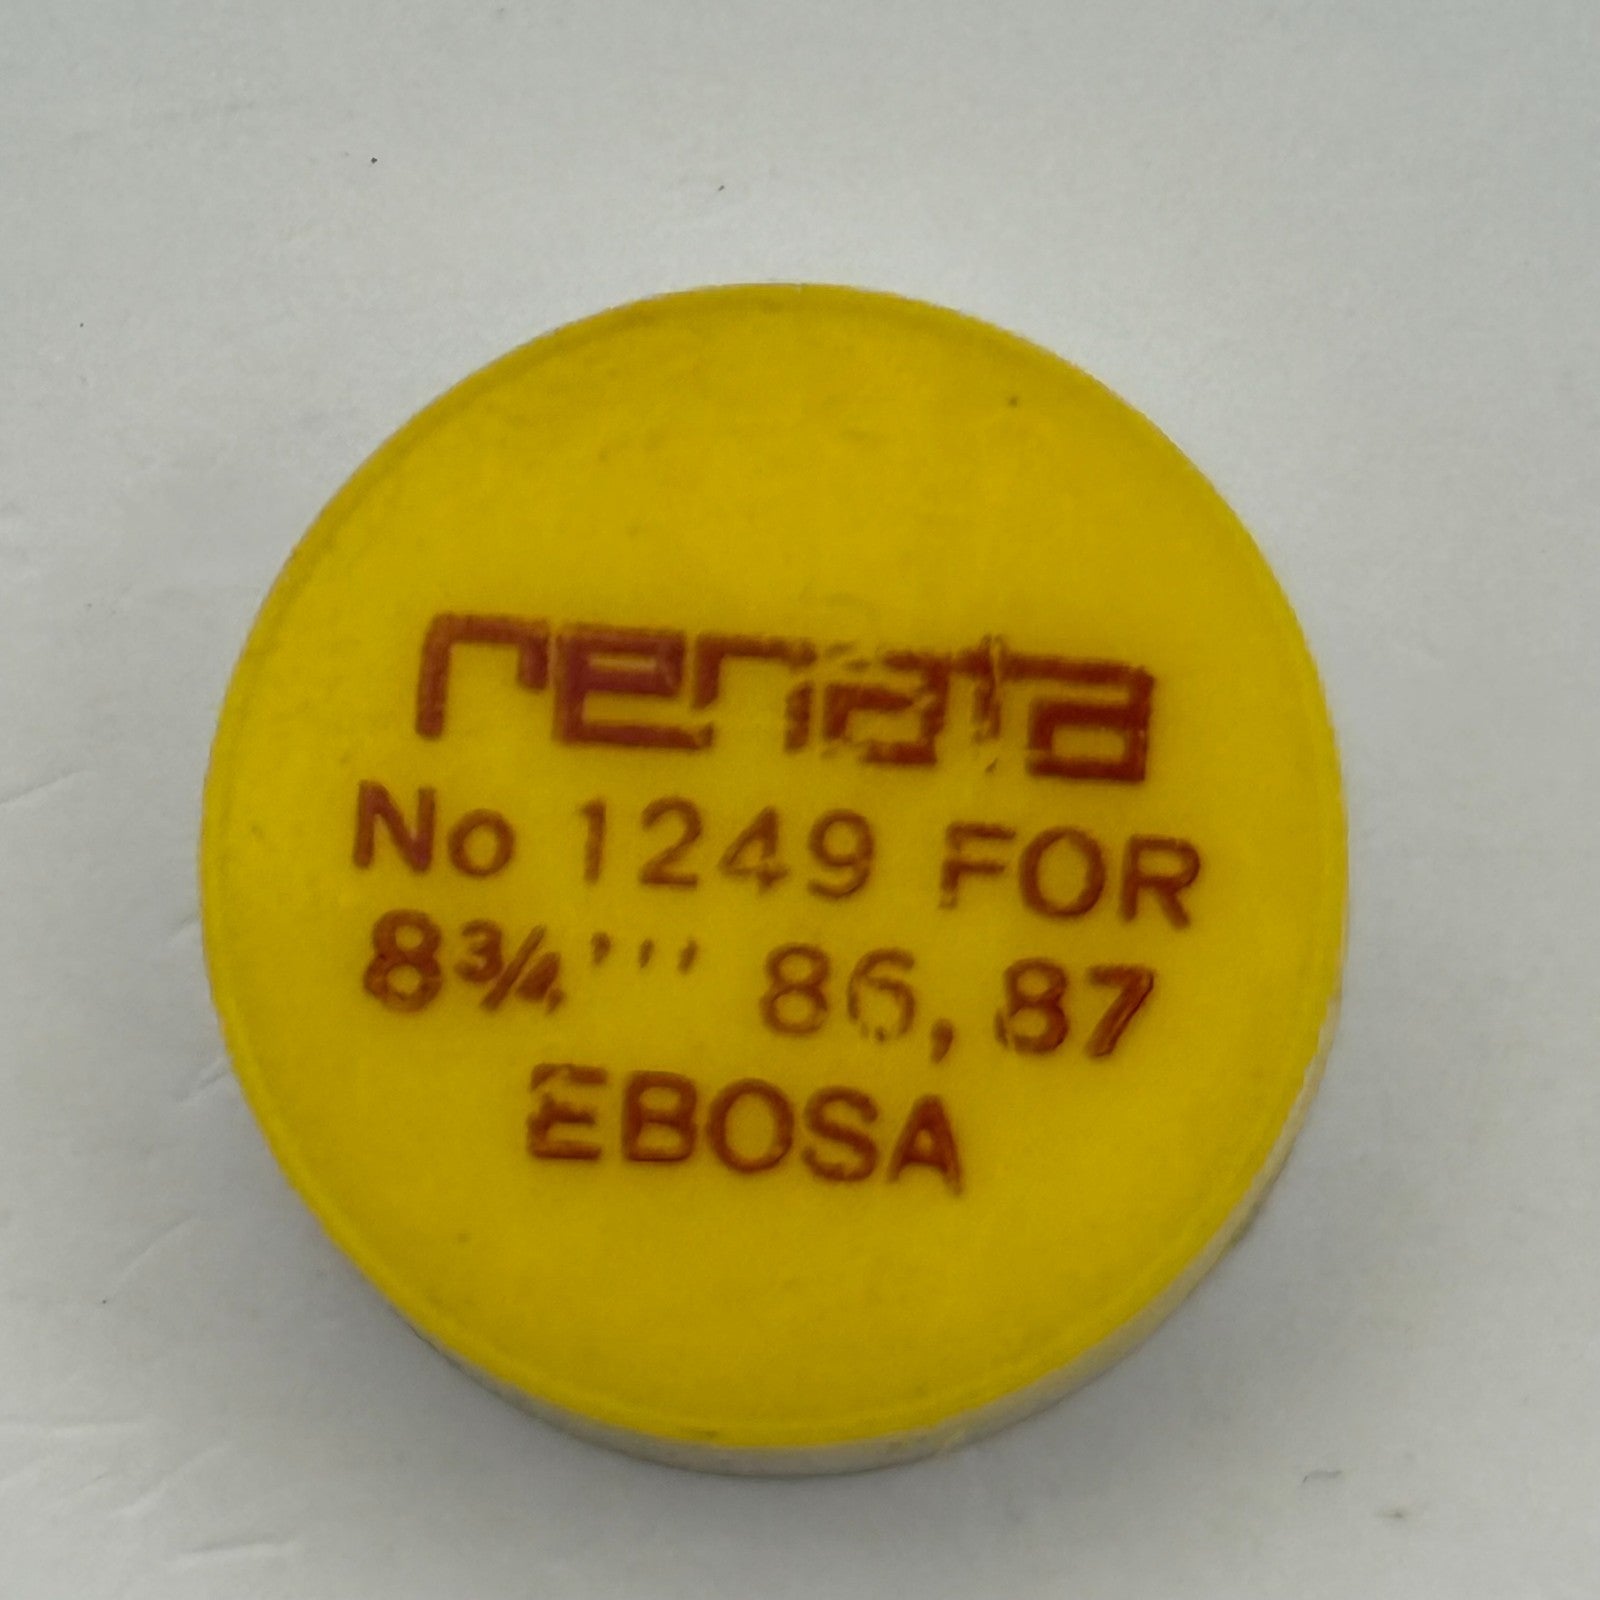 renata
No 1249 FOR
8¾''' 86, 87
EBOSA